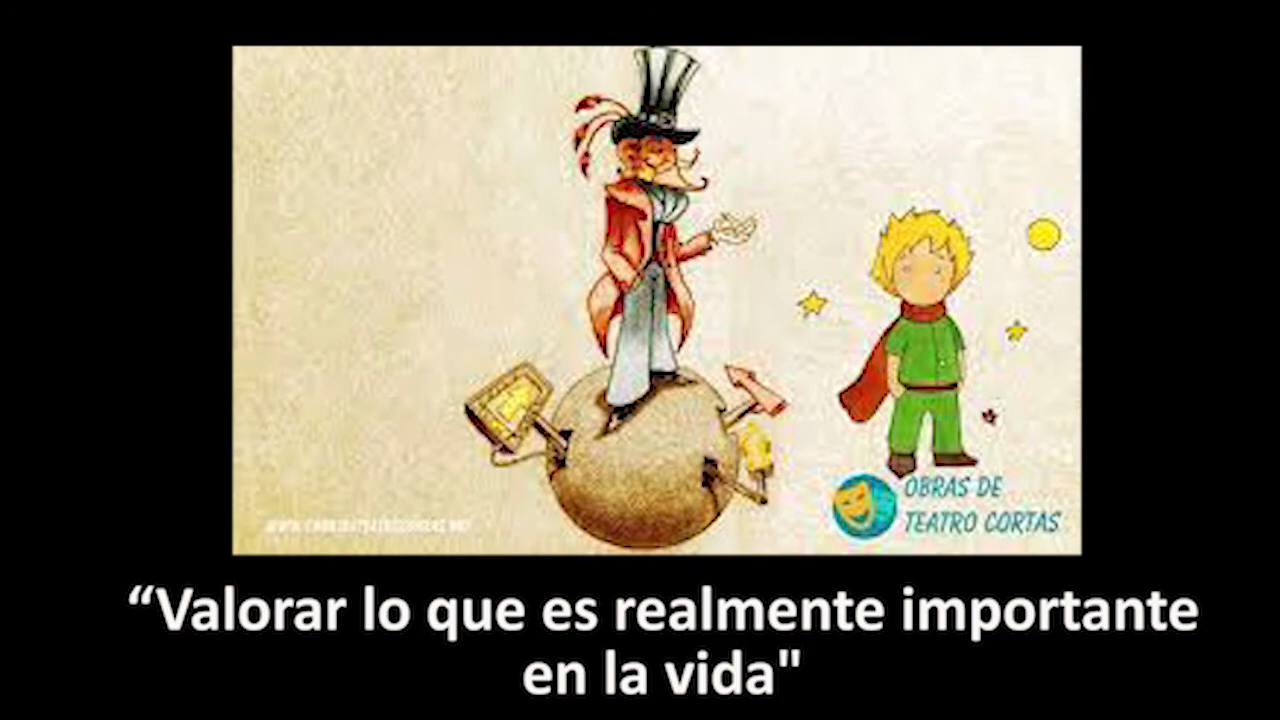 OBRAS DE
TEATRO CORTAS
“Valorar lo que es realmente importante
en la vida"